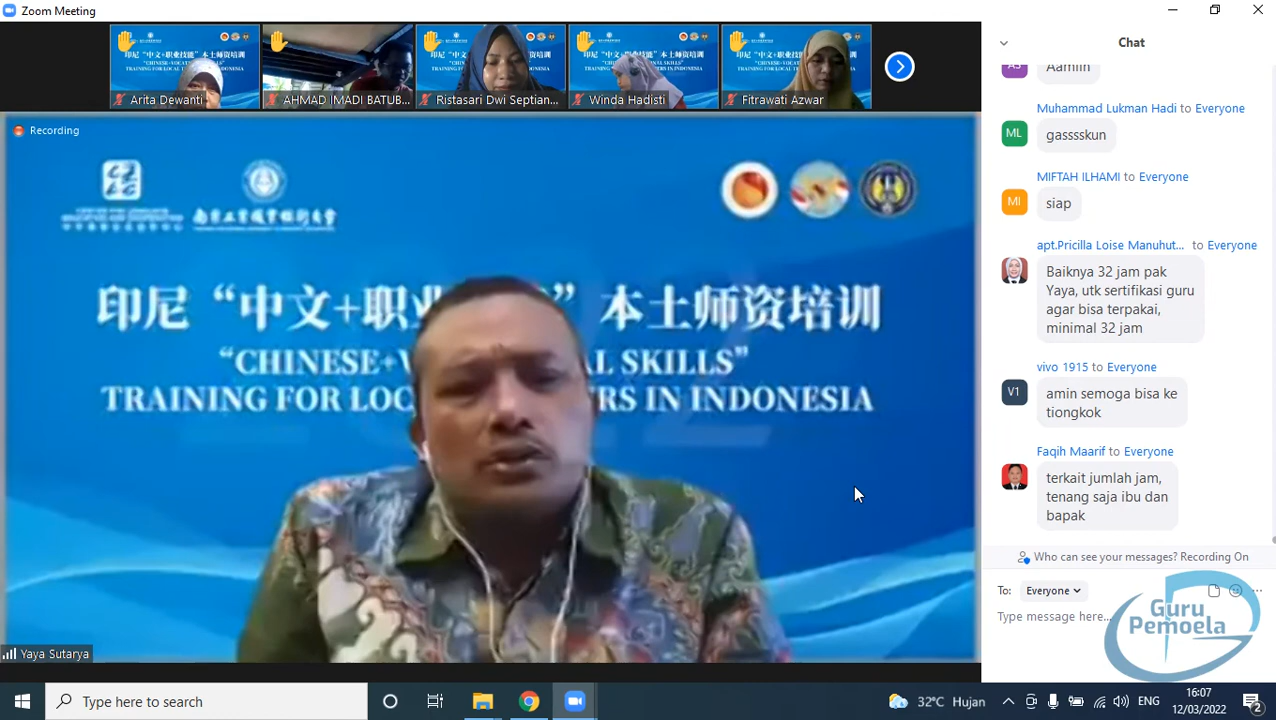 Zoom Meeting
Arita Dewanti
AHMAD IMADI BATUB...
Ristasari Dwi Septian...
Winda Hadisti
Fitrawati Azwar
Recording
印尼“中文+职业 ”本土师资培训
“CHINESE+V AL SKILLS”
TRAINING FOR LOC ERS IN INDONESIA
Yaya Sutarya
Chat
Aamiin
Muhammad Lukman Hadi to Everyone
ML
gasssskun
MIFTAH ILHAMI to Everyone
MI
siap
apt.Pricilla Loise Manuhut... to Everyone
Baiknya 32 jam pak
Yaya, utk sertifikasi guru
agar bisa terpakai,
minimal 32 jam
vivo 1915 to Everyone
V1
amin semoga bisa ke
tiongkok
Faqih Maarif to Everyone
terkait jumlah jam,
tenang saja ibu dan
bapak
Who can see your messages? Recording On
To: Everyone
Type message here...
Guru
Pemoela
Type here to search
32°C Hujan
ENG
16:07
12/03/2022
2